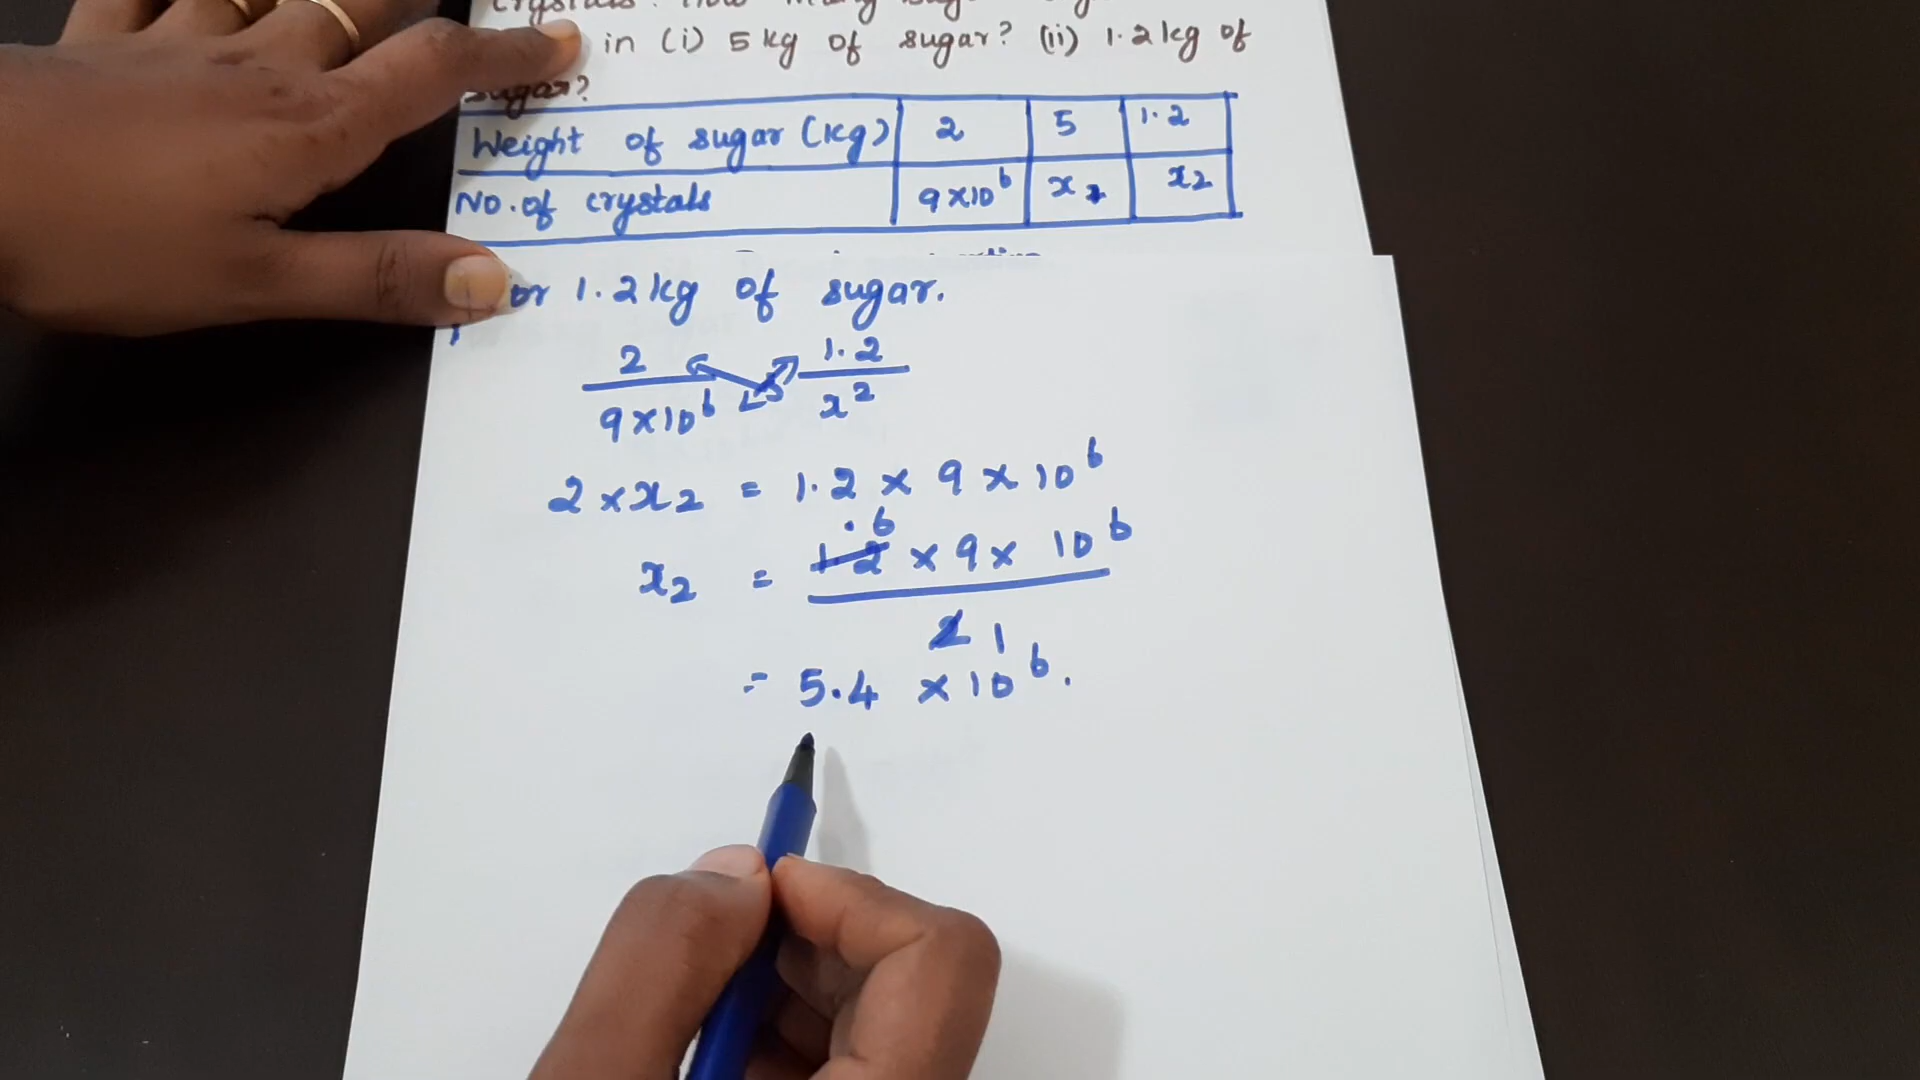 in (i) 5 kg of sugar? (ii) 1.2 kg of
sugar?
Weight of sugar (kg) 2 5 1.2
No. of crystals 9×10⁶ x₂ x₂
or 1.2 kg of sugar.
2 1.2
9×10⁶ x²
2 × x₂ = 1.2 × 9 × 10⁶
.6
x₂ = 1.2 × 9 × 10⁶
2 1
= 5.4 × 10⁶.